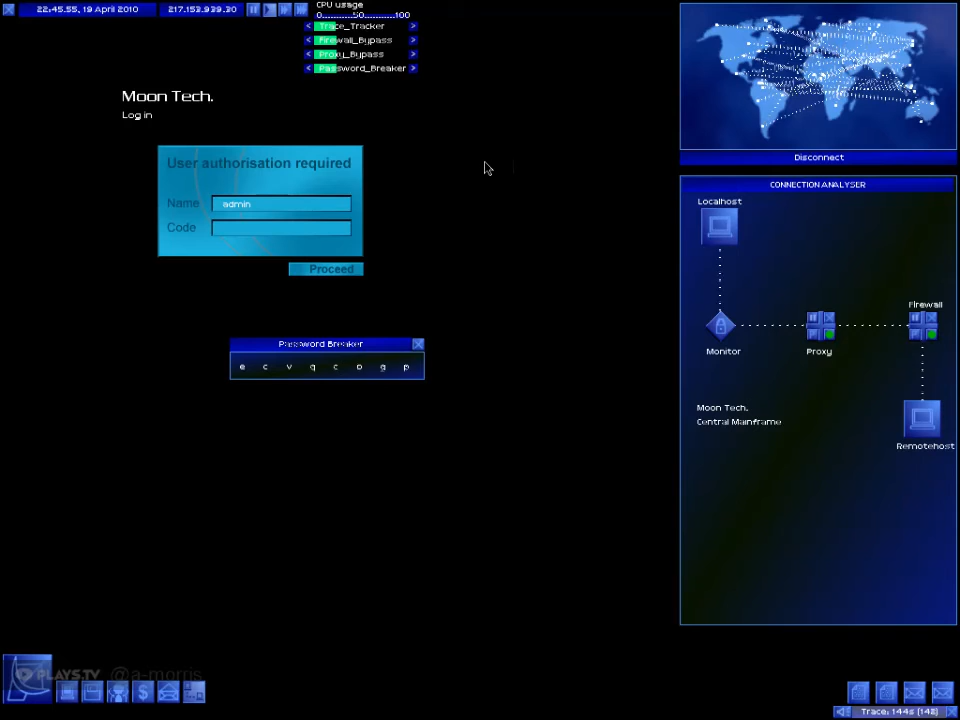 22:45.55, 19 April 2010
217.153.939.30
CPU usage
0.........50.........100
< Trace_Tracker >
< Firewall_Bypass >
< Proxy_Bypass >
< Password_Breaker >
Moon Tech.
Log in
User authorisation required
Name admin
Code
Proceed
Password Breaker
e c v q c o g p
Disconnect
CONNECTION ANALYSER
Localhost
Firewall
Monitor
Proxy
Moon Tech.
Central Mainframe
Remotehost
PLAYS.TV @a-morris
Trace: 144s (142)